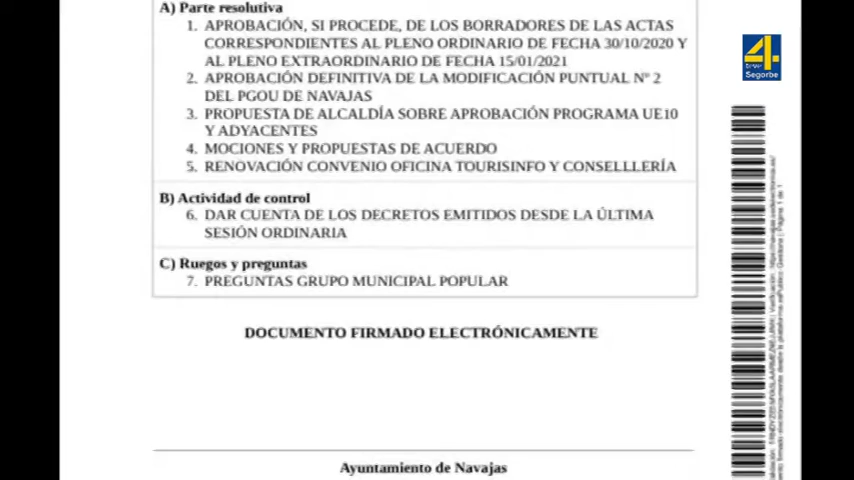 A) Parte resolutiva
1. APROBACIÓN, SI PROCEDE, DE LOS BORRADORES DE LAS ACTAS
CORRESPONDIENTES AL PLENO ORDINARIO DE FECHA 30/10/2020 Y
AL PLENO EXTRAORDINARIO DE FECHA 15/01/2021
2. APROBACIÓN DEFINITIVA DE LA MODIFICACIÓN PUNTUAL Nº 2
DEL PGOU DE NAVAJAS
3. PROPUESTA DE ALCALDÍA SOBRE APROBACIÓN PROGRAMA UE10
Y ADYACENTES
4. MOCIONES Y PROPUESTAS DE ACUERDO
5. RENOVACIÓN CONVENIO OFICINA TOURISINFO Y CONSELLLERÍA
B) Actividad de control
6. DAR CUENTA DE LOS DECRETOS EMITIDOS DESDE LA ÚLTIMA
SESIÓN ORDINARIA
C) Ruegos y preguntas
7. PREGUNTAS GRUPO MUNICIPAL POPULAR
DOCUMENTO FIRMADO ELECTRÓNICAMENTE
Ayuntamiento de Navajas
4
Segorbe